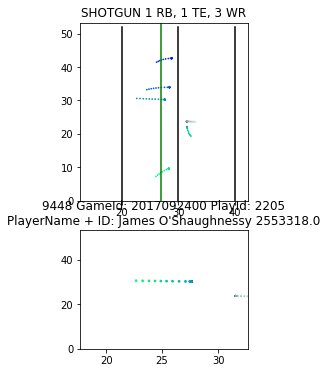 SHOTGUN 1 RB, 1 TE, 3 WR
50
40
30
20
10
0
20 30 40
9448 GameId: 2017092400 PlayId: 2205
PlayerName + ID: James O'Shaughnessy 2553318.0
40
20
0
20 25 30